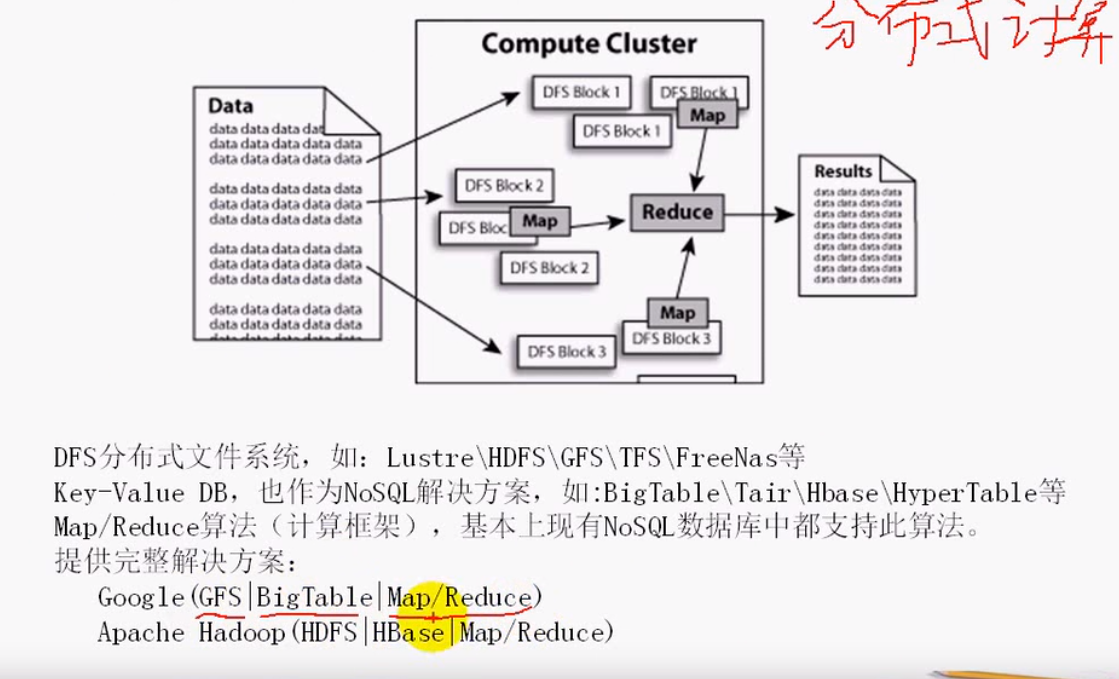 分布式计算
Compute Cluster
Data
data data data dat
data data data data data
data data data data data
data data data data data
data data data data data
data data data data data
data data data data data
data data data data data
data data data data data
data data data data data
data data data data data
data data data data data
DFS Block 1
DFS Block 1
DFS Block 1
Map
DFS Block 2
DFS Bloc
Map
DFS Block 2
Reduce
Map
DFS Block 3
DFS Block 3
Results
data data data data
data data data data
data data data data
data data data data
data data data data
data data data data
data data data data
data data data data
data data data data
DFS分布式文件系统，如：Lustre\HDFS\GFS\TFS\FreeNas等
Key-Value DB，也作为NoSQL解决方案，如:BigTable\Tair\Hbase\HyperTable等
Map/Reduce算法（计算框架），基本上现有NoSQL数据库中都支持此算法。
提供完整解决方案：
Google(GFS|BigTable|Map/Reduce)
Apache Hadoop(HDFS|HBase|Map/Reduce)